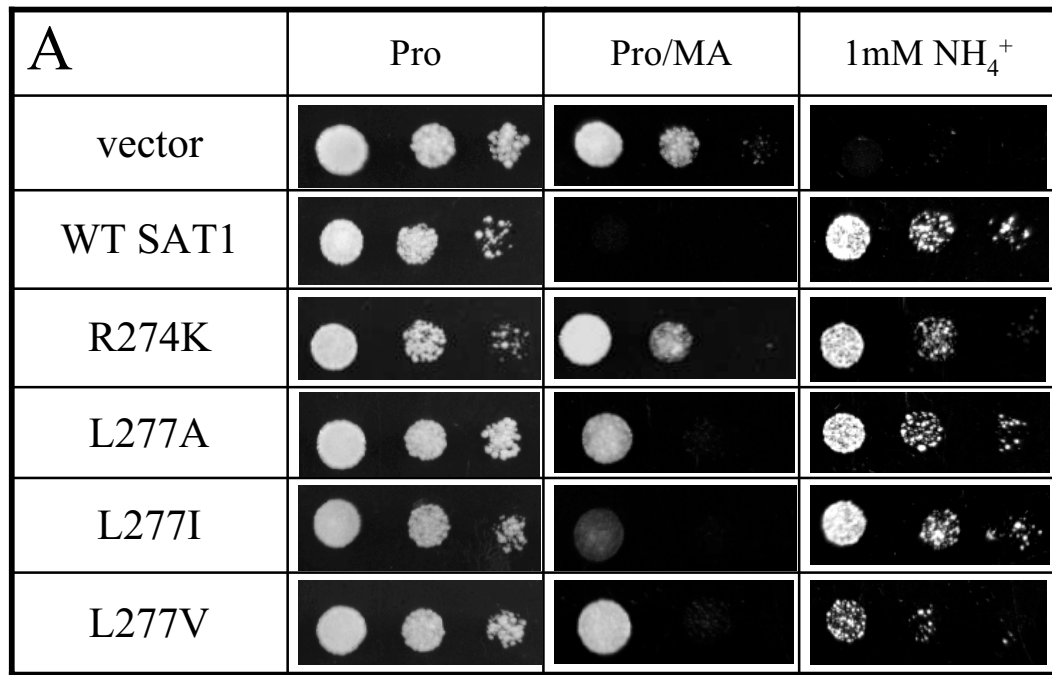 A Pro Pro/MA 1mM NH₄⁺
vector
WT SAT1
R274K
L277A
L277I
L277V